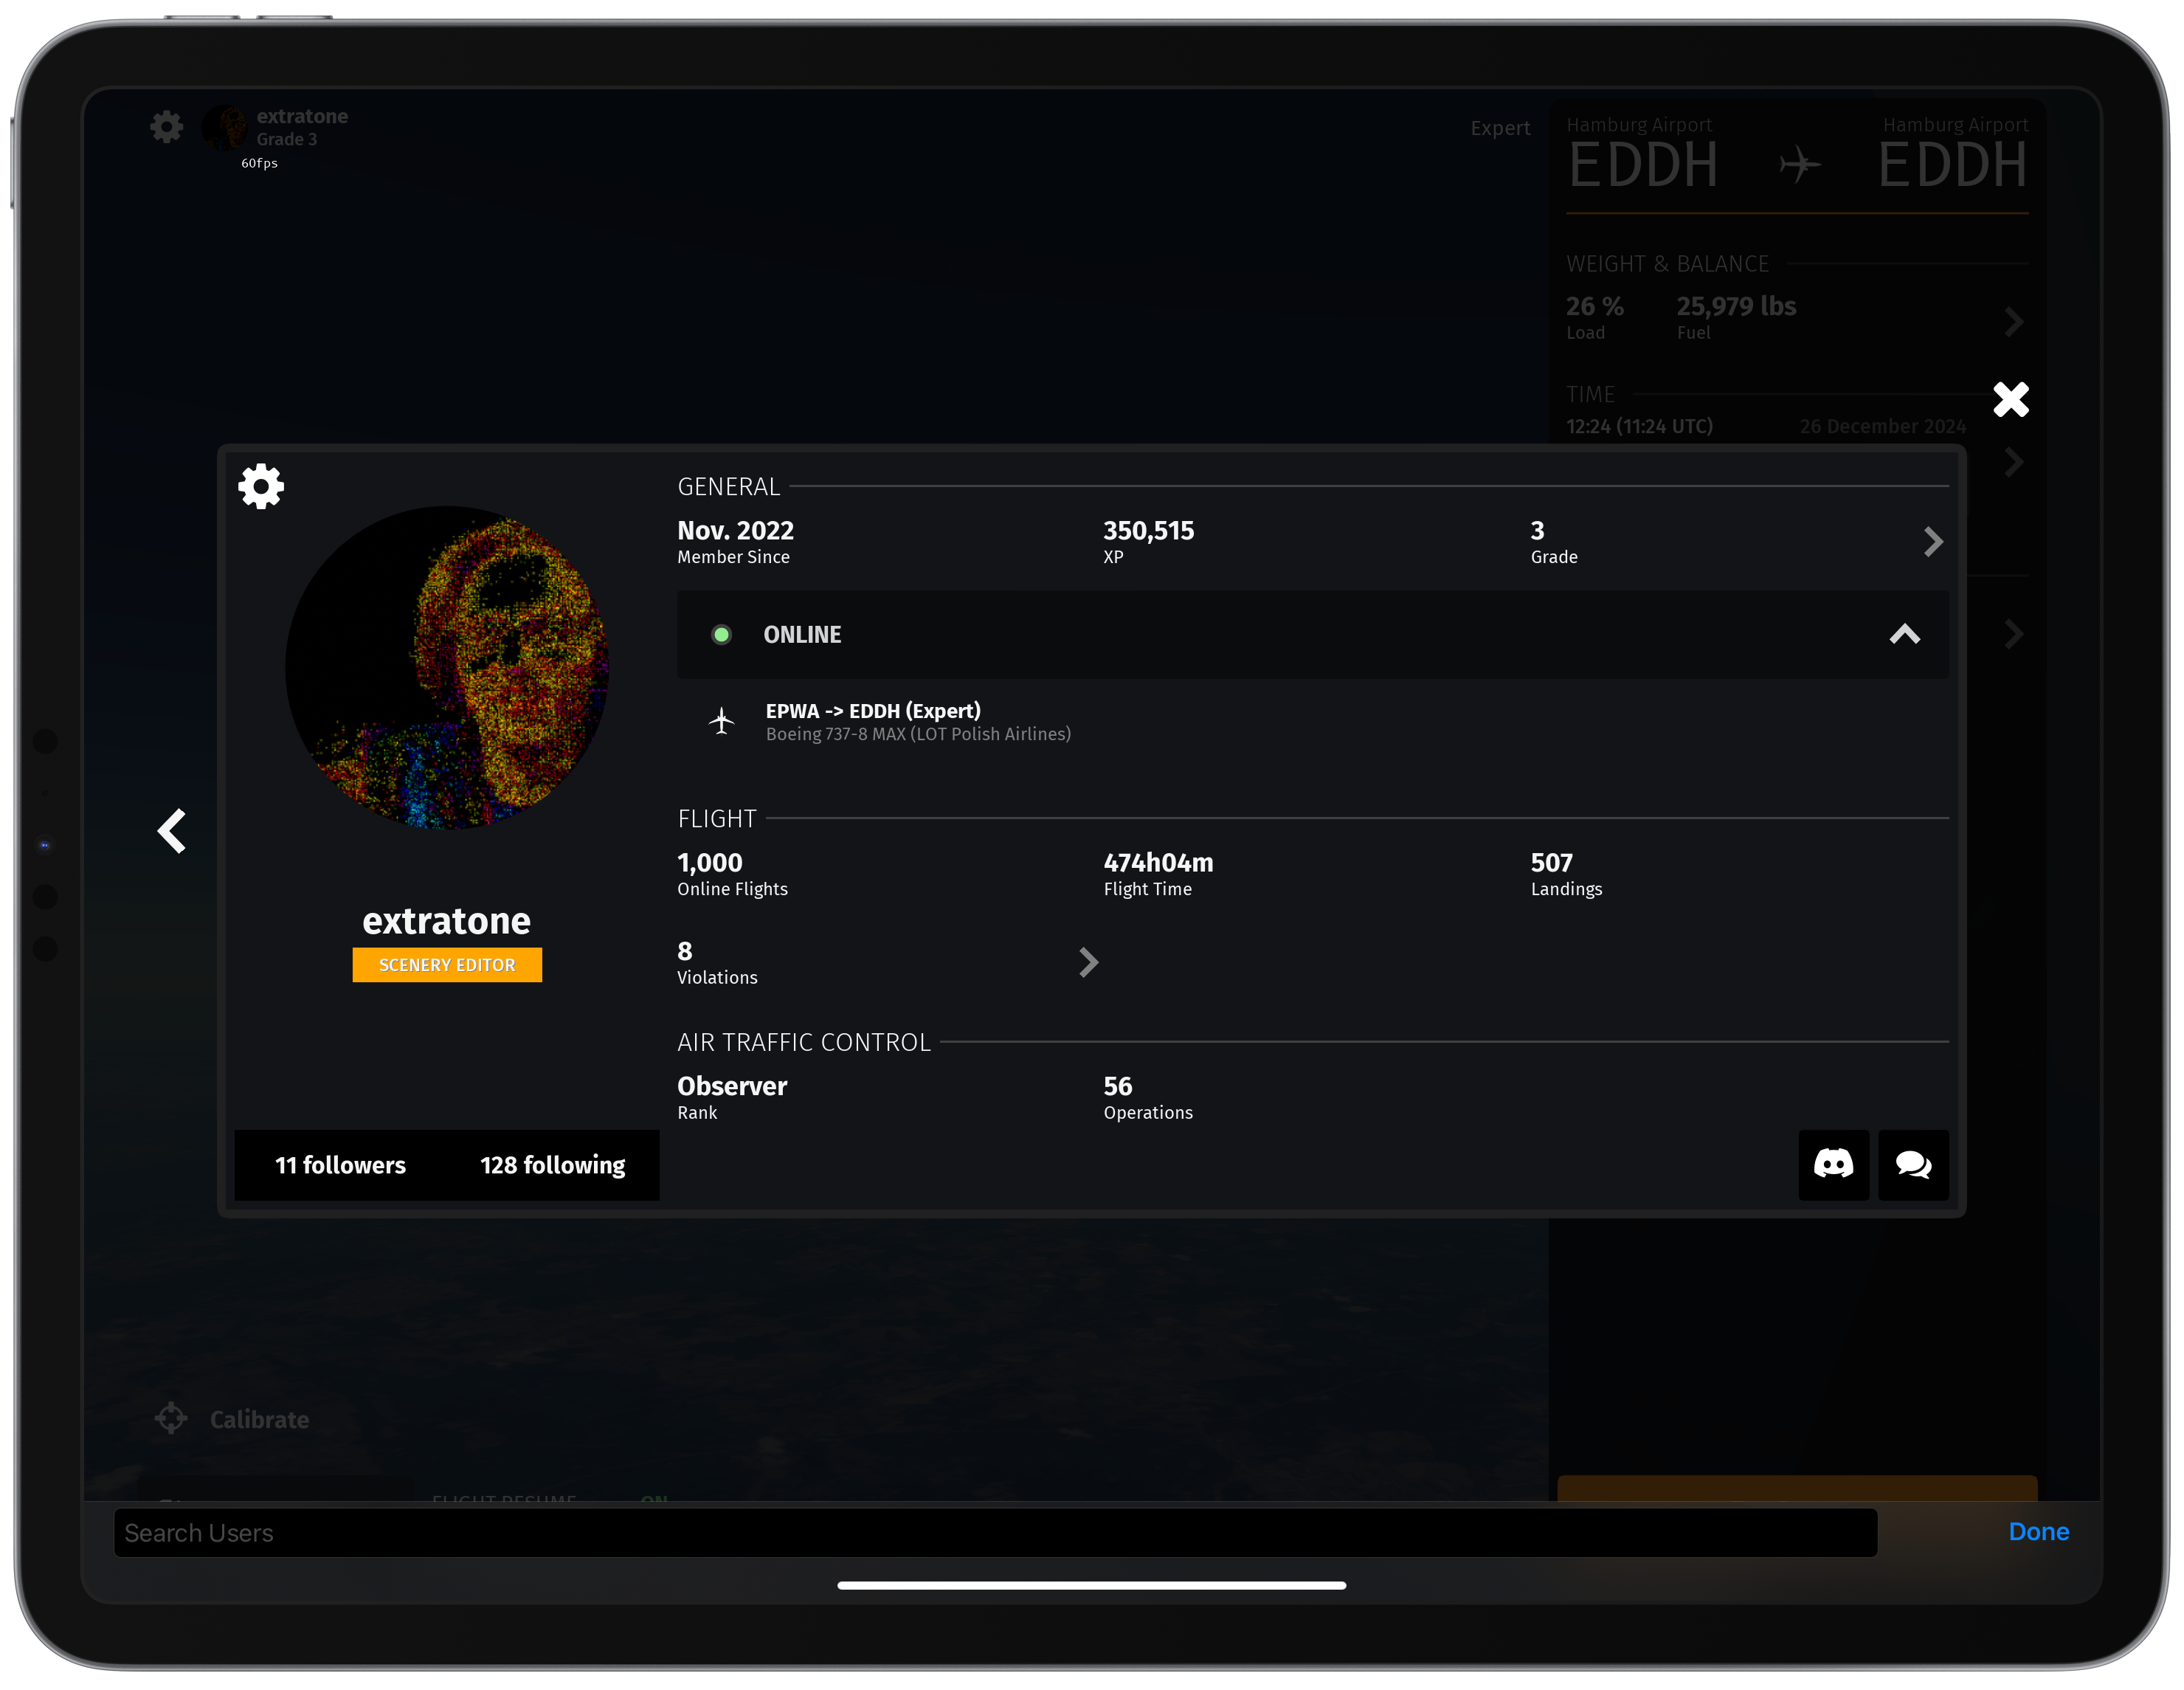 extratone
Grade 3
60fps
Expert
Hamburg Airport
Hamburg Airport
EDDH
EDDH
WEIGHT & BALANCE
26 %
25,979 lbs
Load
Fuel
TIME
12:24 (11:24 UTC)
26 December 2024
GENERAL
Nov. 2022
350,515
3
Member Since
XP
Grade
ONLINE
EPWA -> EDDH (Expert)
Boeing 737-8 MAX (LOT Polish Airlines)
FLIGHT
1,000
474h04m
507
Online Flights
Flight Time
Landings
extratone
SCENERY EDITOR
8
Violations
AIR TRAFFIC CONTROL
Observer
56
Rank
Operations
11 followers
128 following
Calibrate
FLIGHT RESUME
ON
Search Users
Done